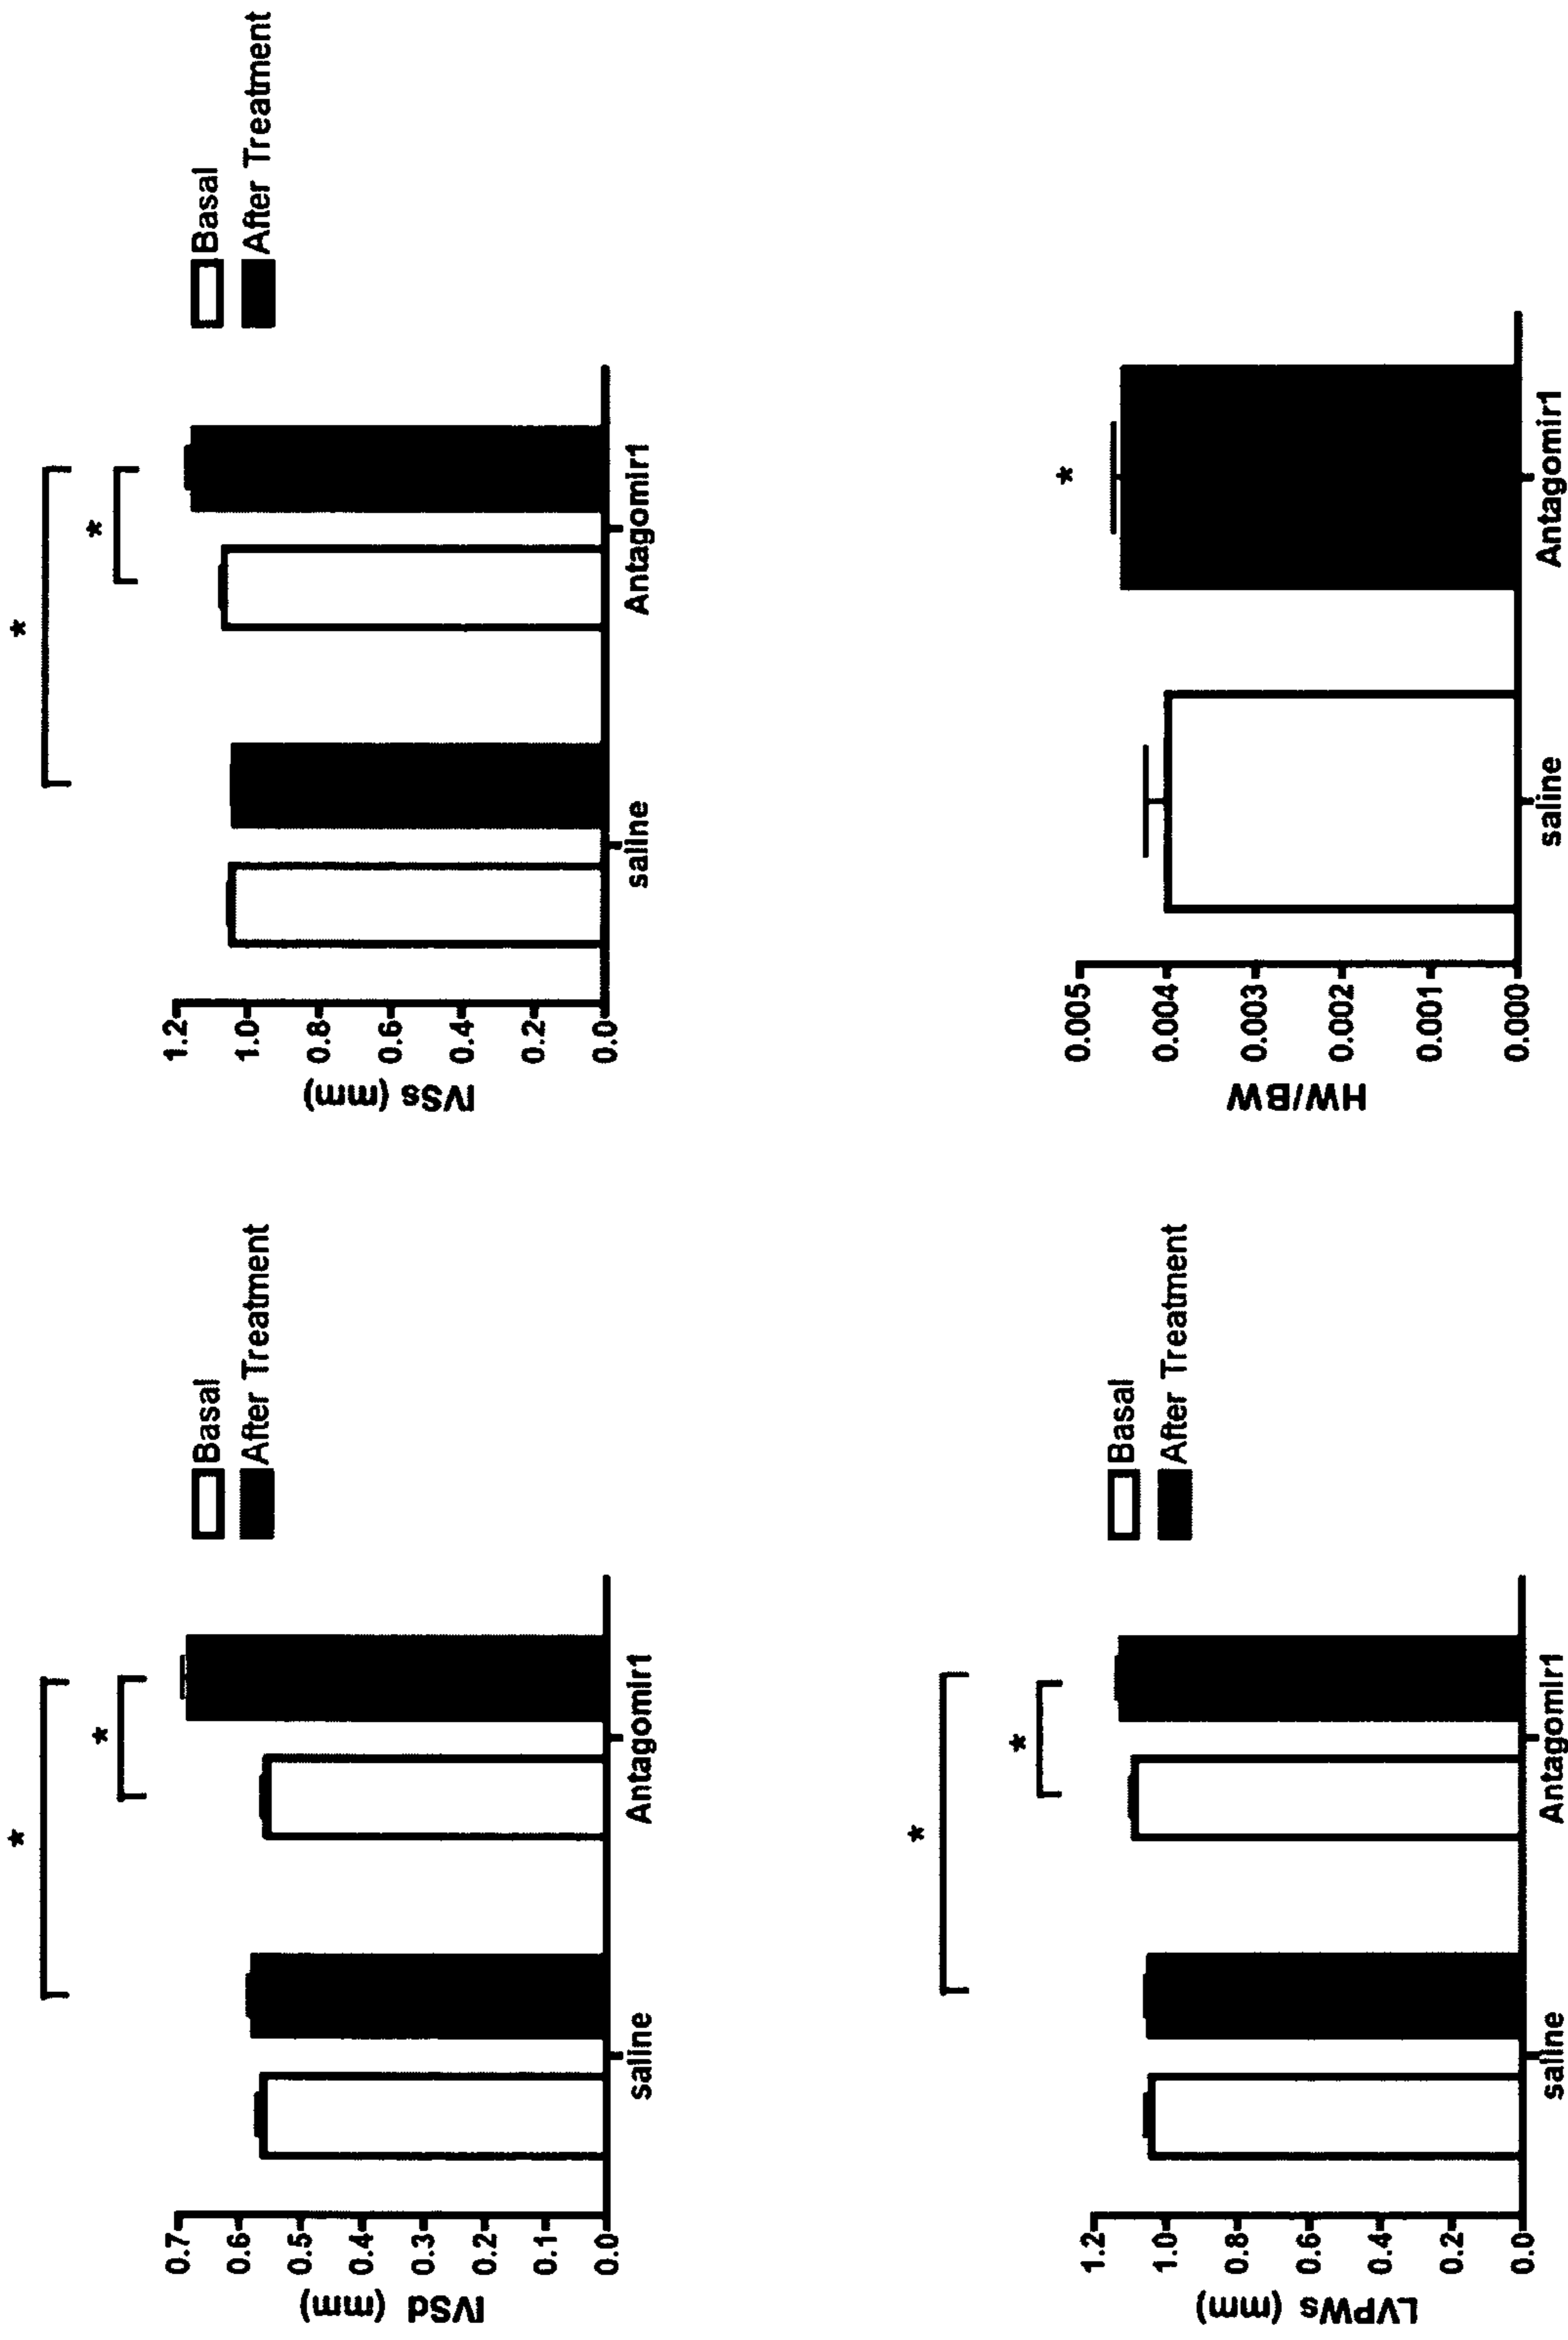 *
*
Basal
After Treatment
IVSd (mm)
0.7
0.6
0.5
0.4
0.3
0.2
0.1
0.0
saline
Antagomir1
*
*
Basal
After Treatment
IVSs (mm)
1.2
1.0
0.8
0.6
0.4
0.2
0.0
saline
Antagomir1
*
*
Basal
After Treatment
LVPWs (mm)
1.2
1.0
0.8
0.6
0.4
0.2
0.0
saline
Antagomir1
*
HW/BW
0.005
0.004
0.003
0.002
0.001
0.000
saline
Antagomir1